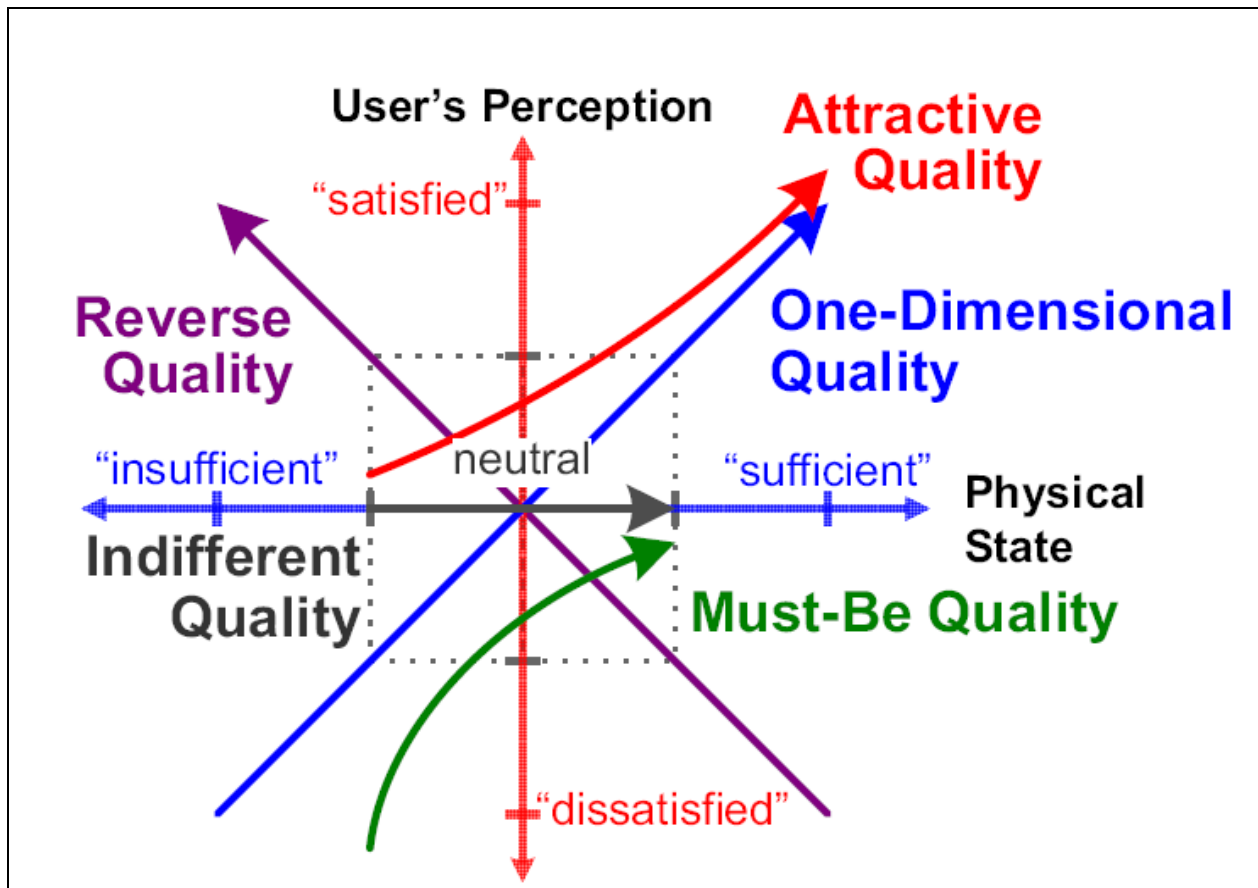 User’s Perception
Attractive
Quality
“satisfied”
Reverse
Quality
One-Dimensional
Quality
neutral
“insufficient”
“sufficient”
Physical
State
Indifferent
Quality
Must-Be Quality
“dissatisfied”